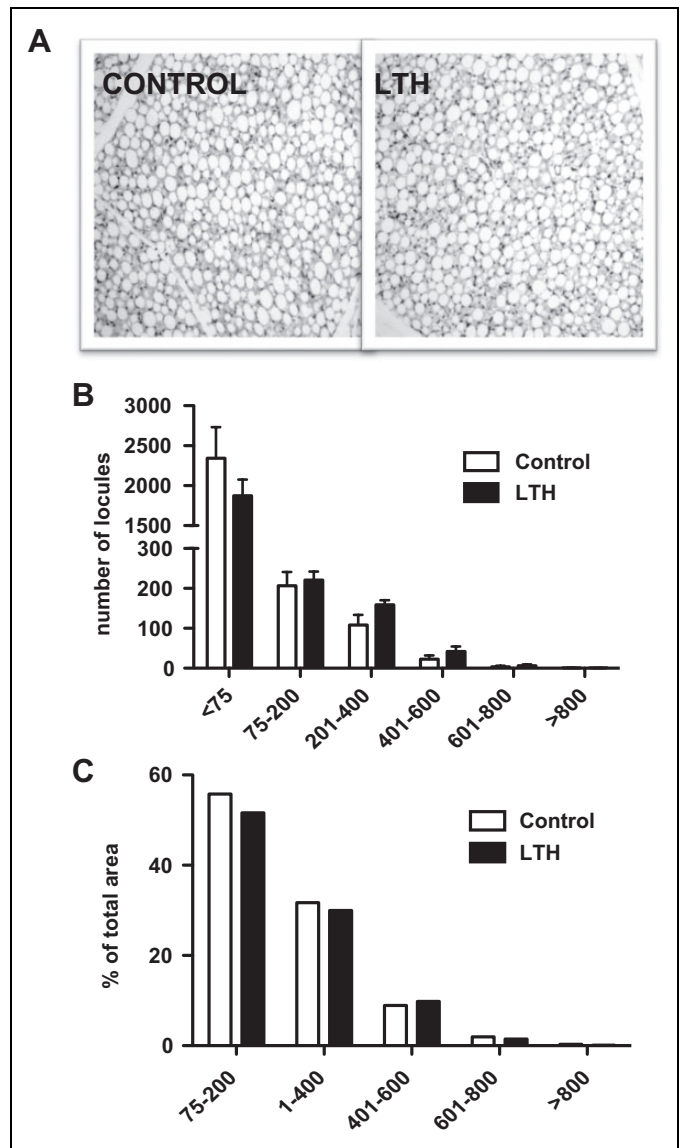 A
CONTROL
LTH
B
number of locules
3000
2500
2000
1500
300
200
100
0
Control
LTH
<75
75-200
201-400
401-600
601-800
>800
C
% of total area
60
40
20
0
Control
LTH
75-200
1-400
401-600
601-800
>800